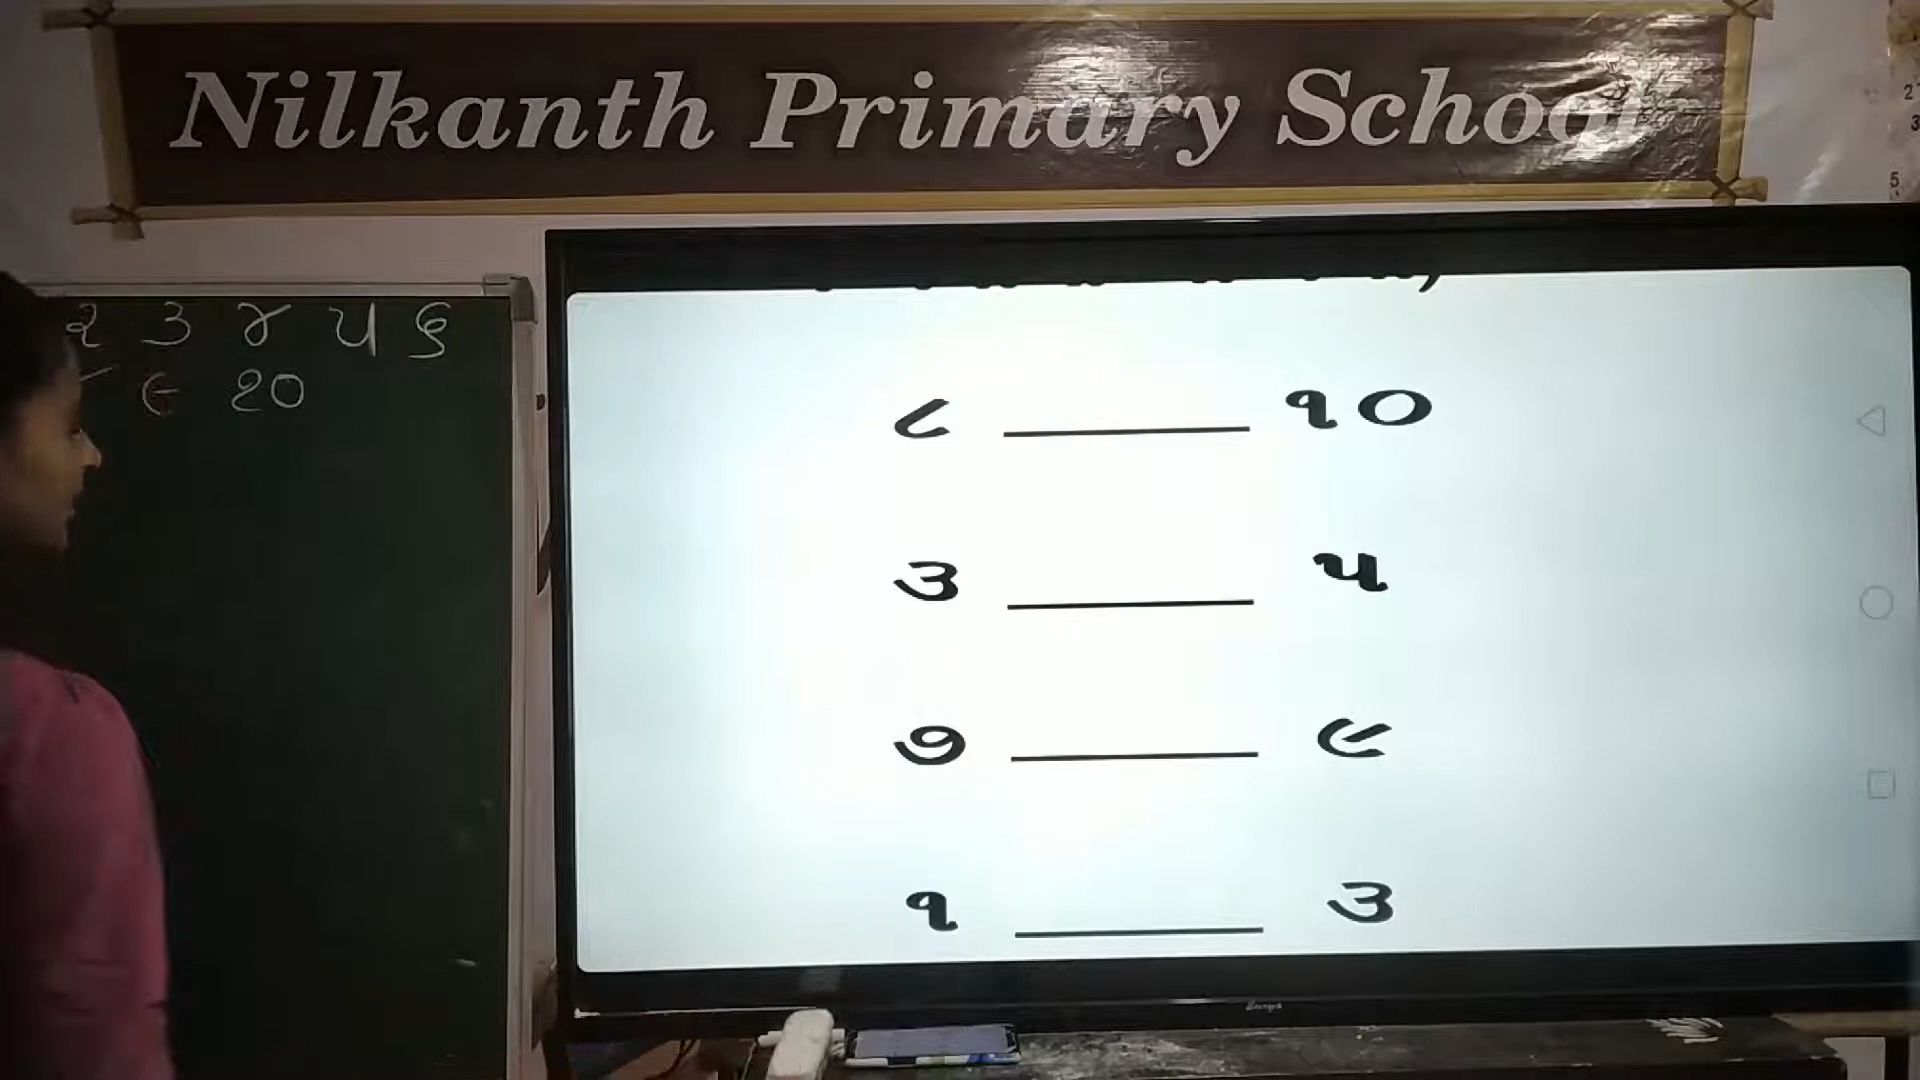 Nilkanth Primary School
૨ ૩ ૪ ૫ ૬
૯ ૧૦
૮ ______ ૧૦
૩ ______ ૫
૭ ______ ૯
૧ ______ ૩